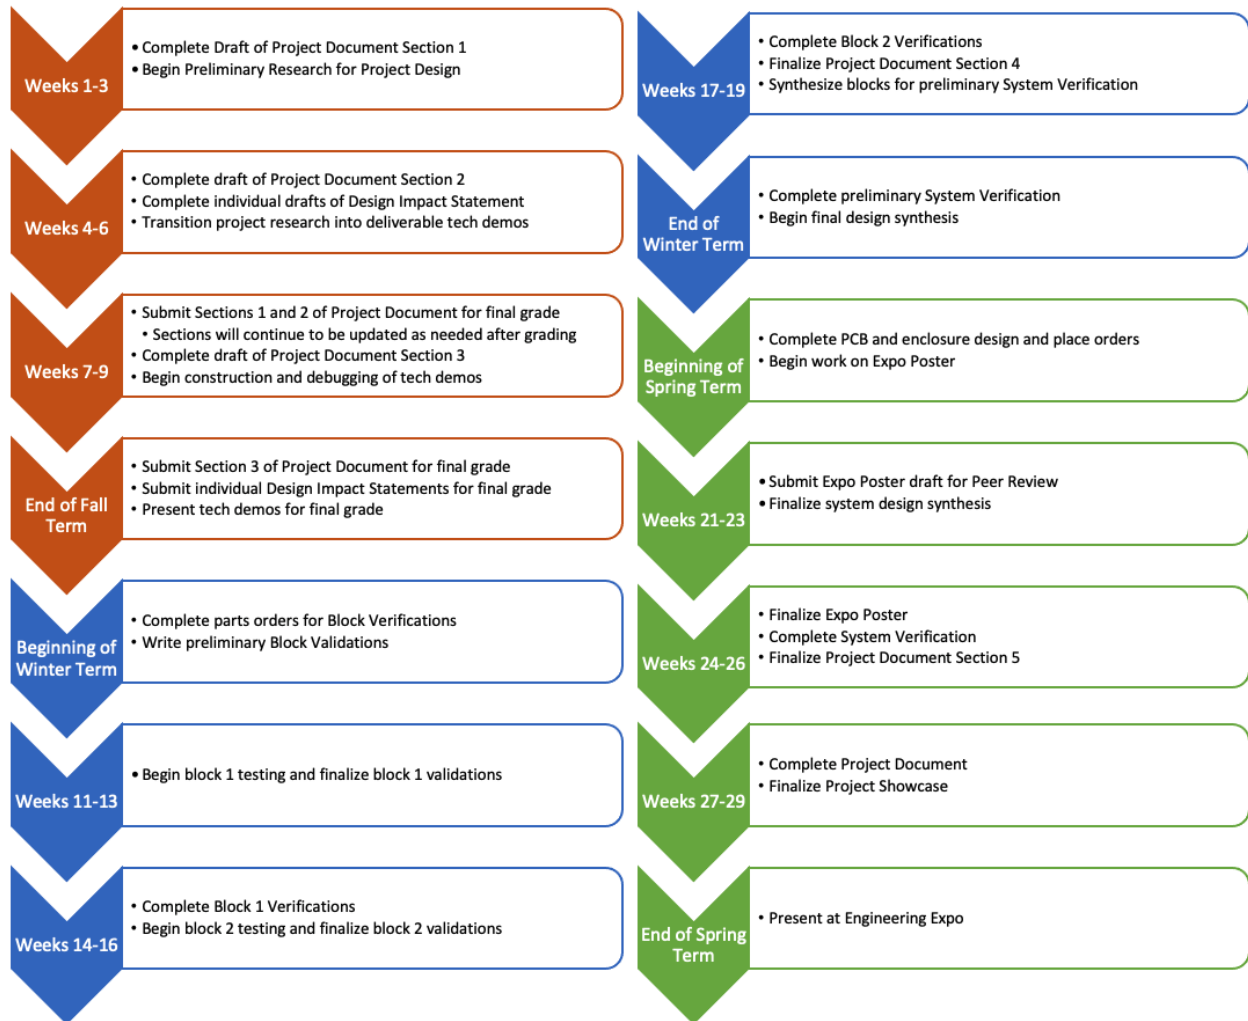 Weeks 1-3
• Complete Draft of Project Document Section 1
• Begin Preliminary Research for Project Design
Weeks 4-6
• Complete draft of Project Document Section 2
• Complete individual drafts of Design Impact Statement
• Transition project research into deliverable tech demos
Weeks 7-9
• Submit Sections 1 and 2 of Project Document for final grade
• Sections will continue to be updated as needed after grading
• Complete draft of Project Document Section 3
• Begin construction and debugging of tech demos
End of Fall
Term
• Submit Section 3 of Project Document for final grade
• Submit individual Design Impact Statements for final grade
• Present tech demos for final grade
Beginning of
Winter Term
• Complete parts orders for Block Verifications
• Write preliminary Block Validations
Weeks 11-13
• Begin block 1 testing and finalize block 1 validations
Weeks 14-16
• Complete Block 1 Verifications
• Begin block 2 testing and finalize block 2 validations
Weeks 17-19
• Complete Block 2 Verifications
• Finalize Project Document Section 4
• Synthesize blocks for preliminary System Verification
End of
Winter Term
• Complete preliminary System Verification
• Begin final design synthesis
Beginning of
Spring Term
• Complete PCB and enclosure design and place orders
• Begin work on Expo Poster
Weeks 21-23
• Submit Expo Poster draft for Peer Review
• Finalize system design synthesis
Weeks 24-26
• Finalize Expo Poster
• Complete System Verification
• Finalize Project Document Section 5
Weeks 27-29
• Complete Project Document
• Finalize Project Showcase
End of Spring
Term
• Present at Engineering Expo